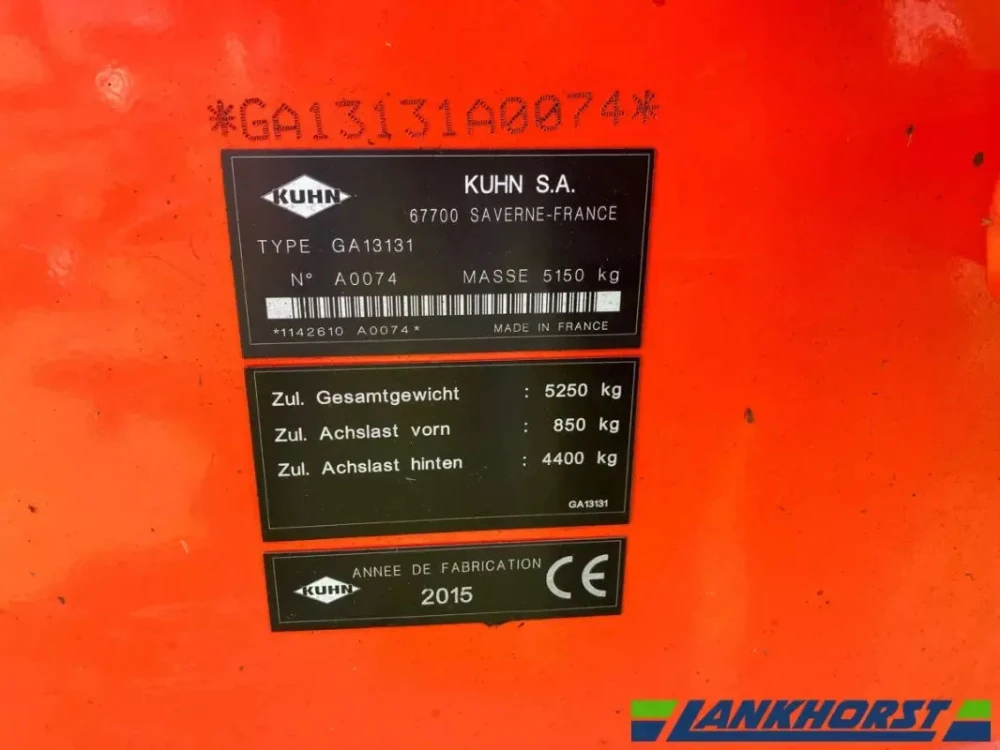 *GA13131A0074*
KUHN
KUHN S.A.
67700 SAVERNE-FRANCE
TYPE GA13131
N° A0074 MASSE 5150 kg
*1142610 A0074* MADE IN FRANCE
Zul. Gesamtgewicht : 5250 kg
Zul. Achslast vorn : 850 kg
Zul. Achslast hinten : 4400 kg
GA13131
KUHN
ANNEE DE FABRICATION
2015
CE
LANKHORST